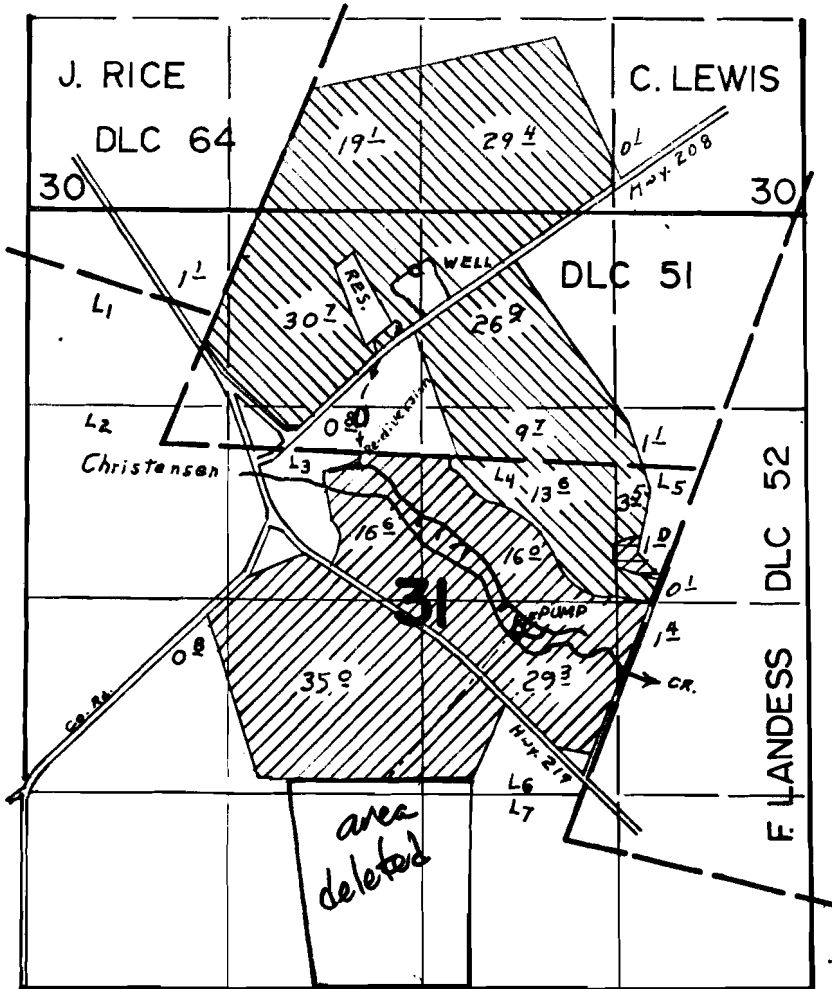 J. RICE
C. LEWIS
DLC 64
19 1
29 4
0 1
Hwy. 208
30
30
WELL
DLC 51
RES.
1 1
L1
30 7
26 9
Re-diversion
0 8
L2
9 7
1 1
Christensen
L3
L4
13 6
L5
3 5
16 6
16 0
1 0
31
0 1
PUMP
1 4
0 8
35 0
29 3
CR.
Co. Rd.
Hwy. 219
L6
L7
area
deleted
F. LANDESS DLC 52